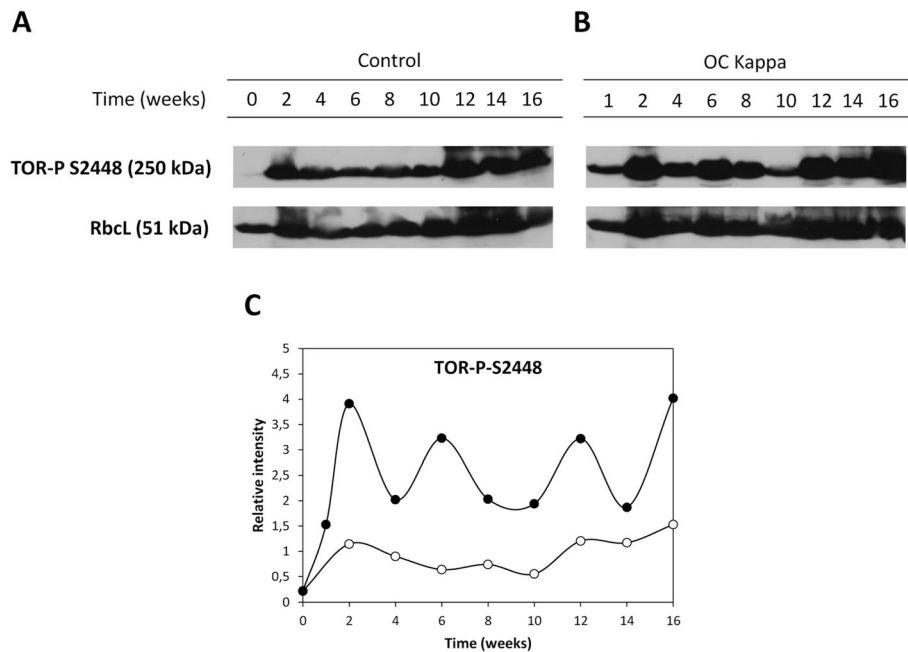 A
B
Control
OC Kappa
Time (weeks) 0 2 4 6 8 10 12 14 16
1 2 4 6 8 10 12 14 16
TOR-P S2448 (250 kDa)
RbcL (51 kDa)
C
TOR-P-S2448
5
4,5
4
3,5
3
2,5
2
1,5
1
0,5
0
Relative intensity
0 2 4 6 8 10 12 14 16
Time (weeks)